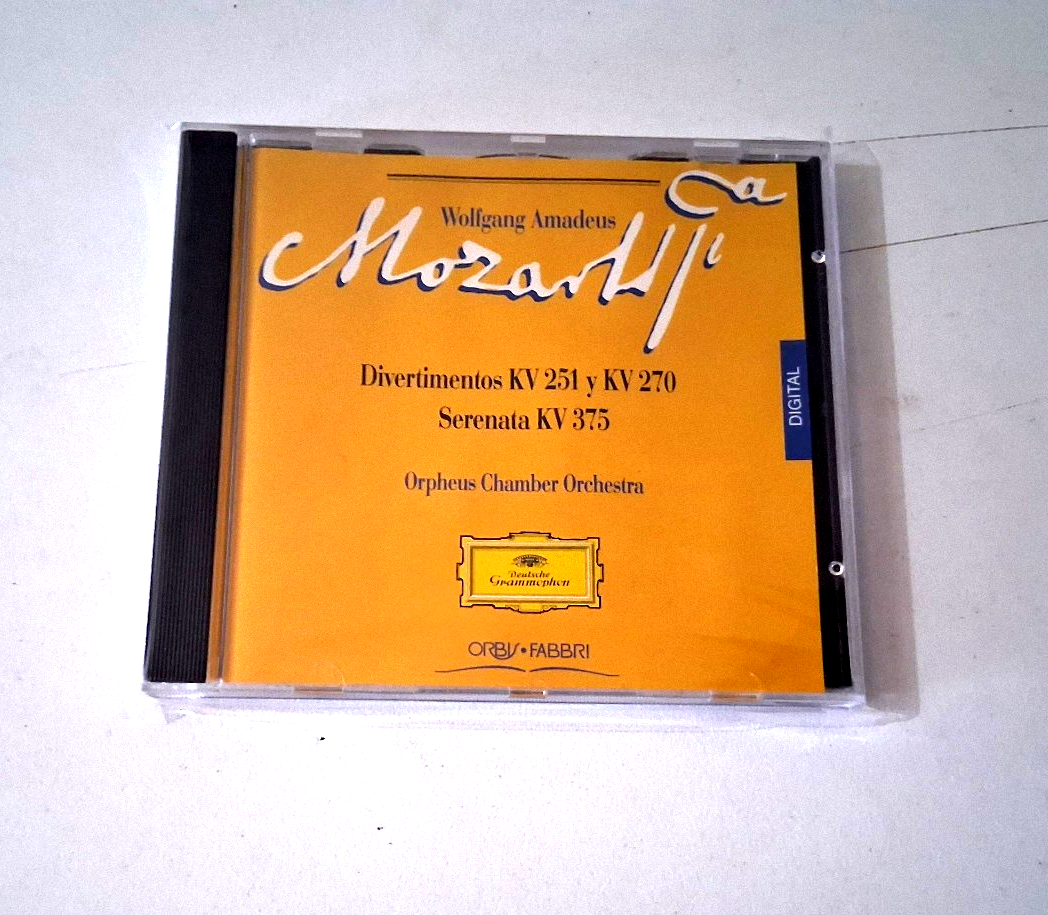 Wolfgang Amadeus
Mozart
Divertimentos KV 251 y KV 270
Serenata KV 375
DIGITAL
Orpheus Chamber Orchestra
Deutsche
Grammophon
ORBIS•FABBRI